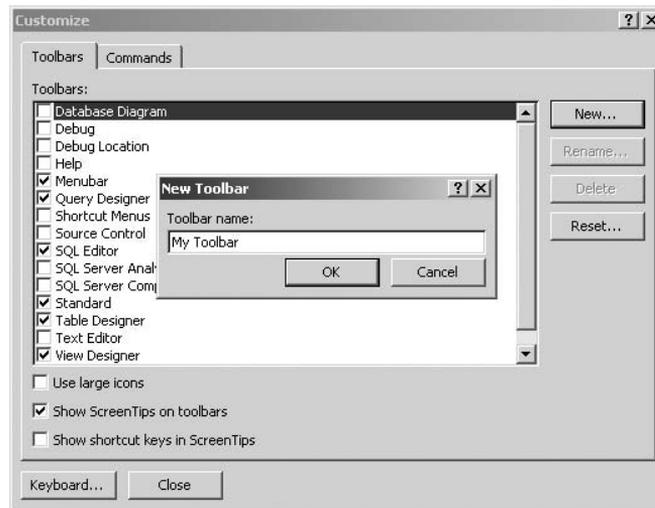 Customize
Toolbars
Commands
Toolbars:
Database Diagram
Debug
Debug Location
Help
Menubar
Query Designer
Shortcut Menus
Source Control
SQL Editor
SQL Server Anal
SQL Server Com
Standard
Table Designer
Text Editor
View Designer
New...
Rename...
Delete
Reset...
New Toolbar
Toolbar name:
My Toolbar
OK
Cancel
Use large icons
Show ScreenTips on toolbars
Show shortcut keys in ScreenTips
Keyboard...
Close